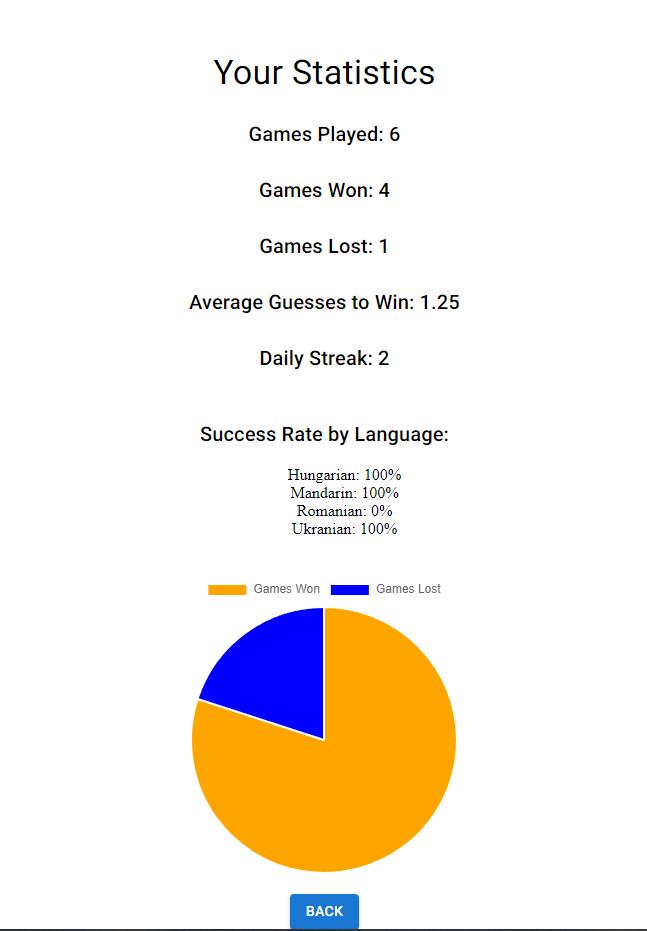 Your Statistics
Games Played: 6
Games Won: 4
Games Lost: 1
Average Guesses to Win: 1.25
Daily Streak: 2
Success Rate by Language:
Hungarian: 100%
Mandarin: 100%
Romanian: 0%
Ukranian: 100%
Games Won Games Lost
BACK